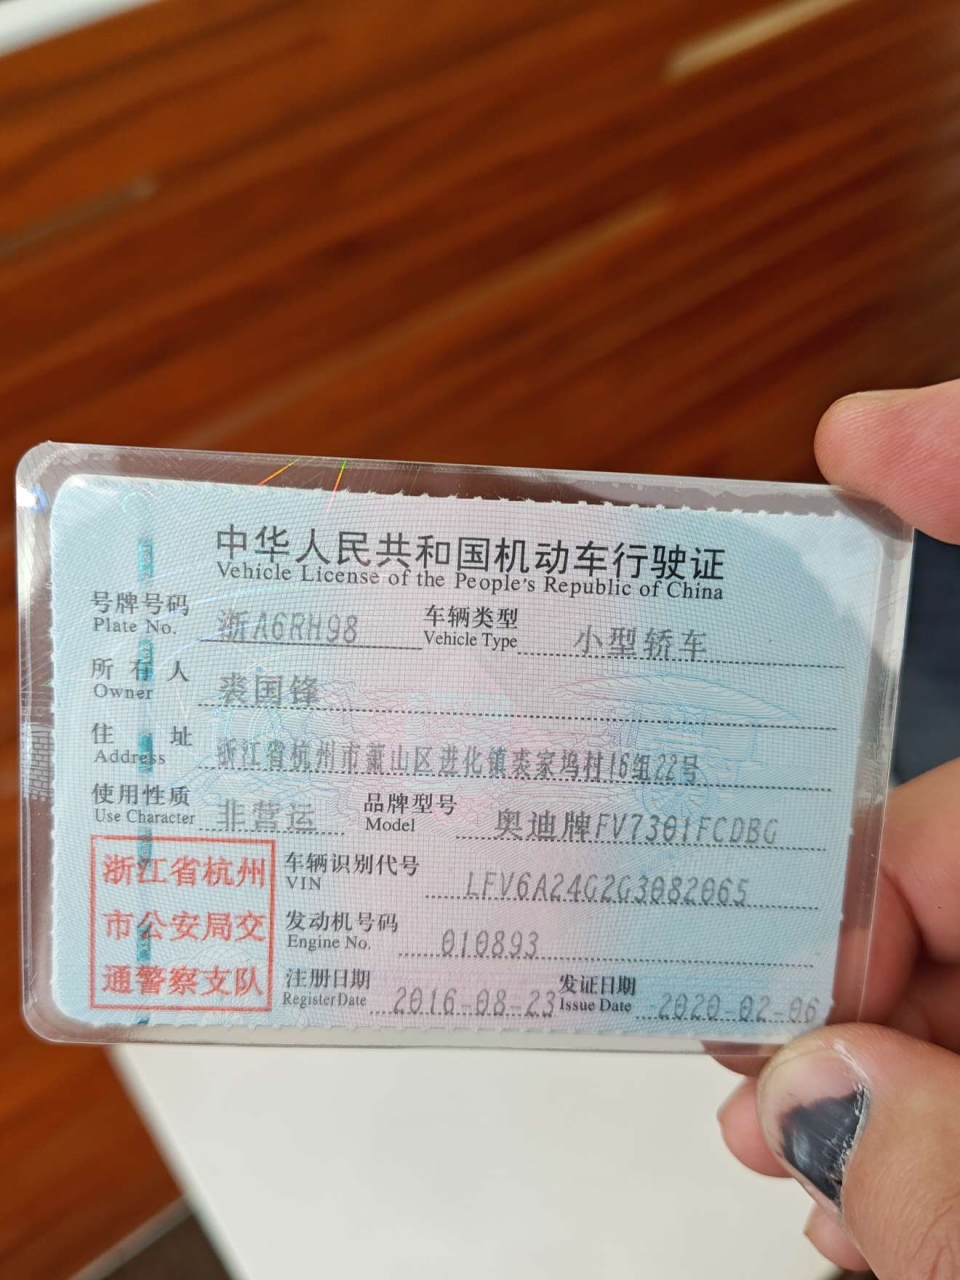 中华人民共和国机动车行驶证
Vehicle License of the People's Republic of China
号牌号码 浙A6RH98 车辆类型 小型轿车
Plate No. Vehicle Type
所有人 裘国锋
Owner
住址 浙江省杭州市萧山区进化镇裘家坞村16组22号
Address
使用性质 非营运 品牌型号 奥迪牌FV7301FCDBG
Use Character Model
浙江省杭州
市公安局交
通警察支队
车辆识别代号 LFV6A24G2G3082065
VIN
发动机号码 010893
Engine No.
注册日期 2016-08-23 发证日期 2020-02-06
Register Date Issue Date